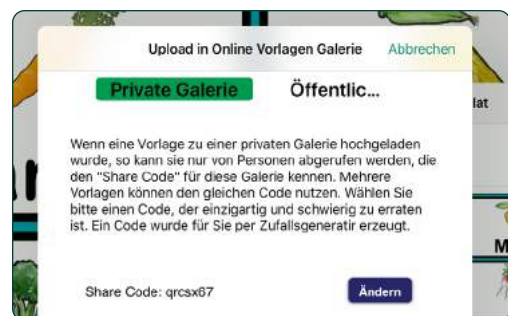 Upload in Online Vorlagen Galerie Abbrechen
Private Galerie Öffentlic...
lat
Wenn eine Vorlage zu einer privaten Galerie hochgeladen
wurde, so kann sie nur von Personen abgerufen werden, die
den "Share Code" für diese Galerie kennen. Mehrere
Vorlagen können den gleichen Code nutzen. Wählen Sie
bitte einen Code, der einzigartig und schwierig zu erraten
ist. Ein Code wurde für Sie per Zufallsgeneratir erzeugt.
M
Share Code: qrcsx67 Ändern